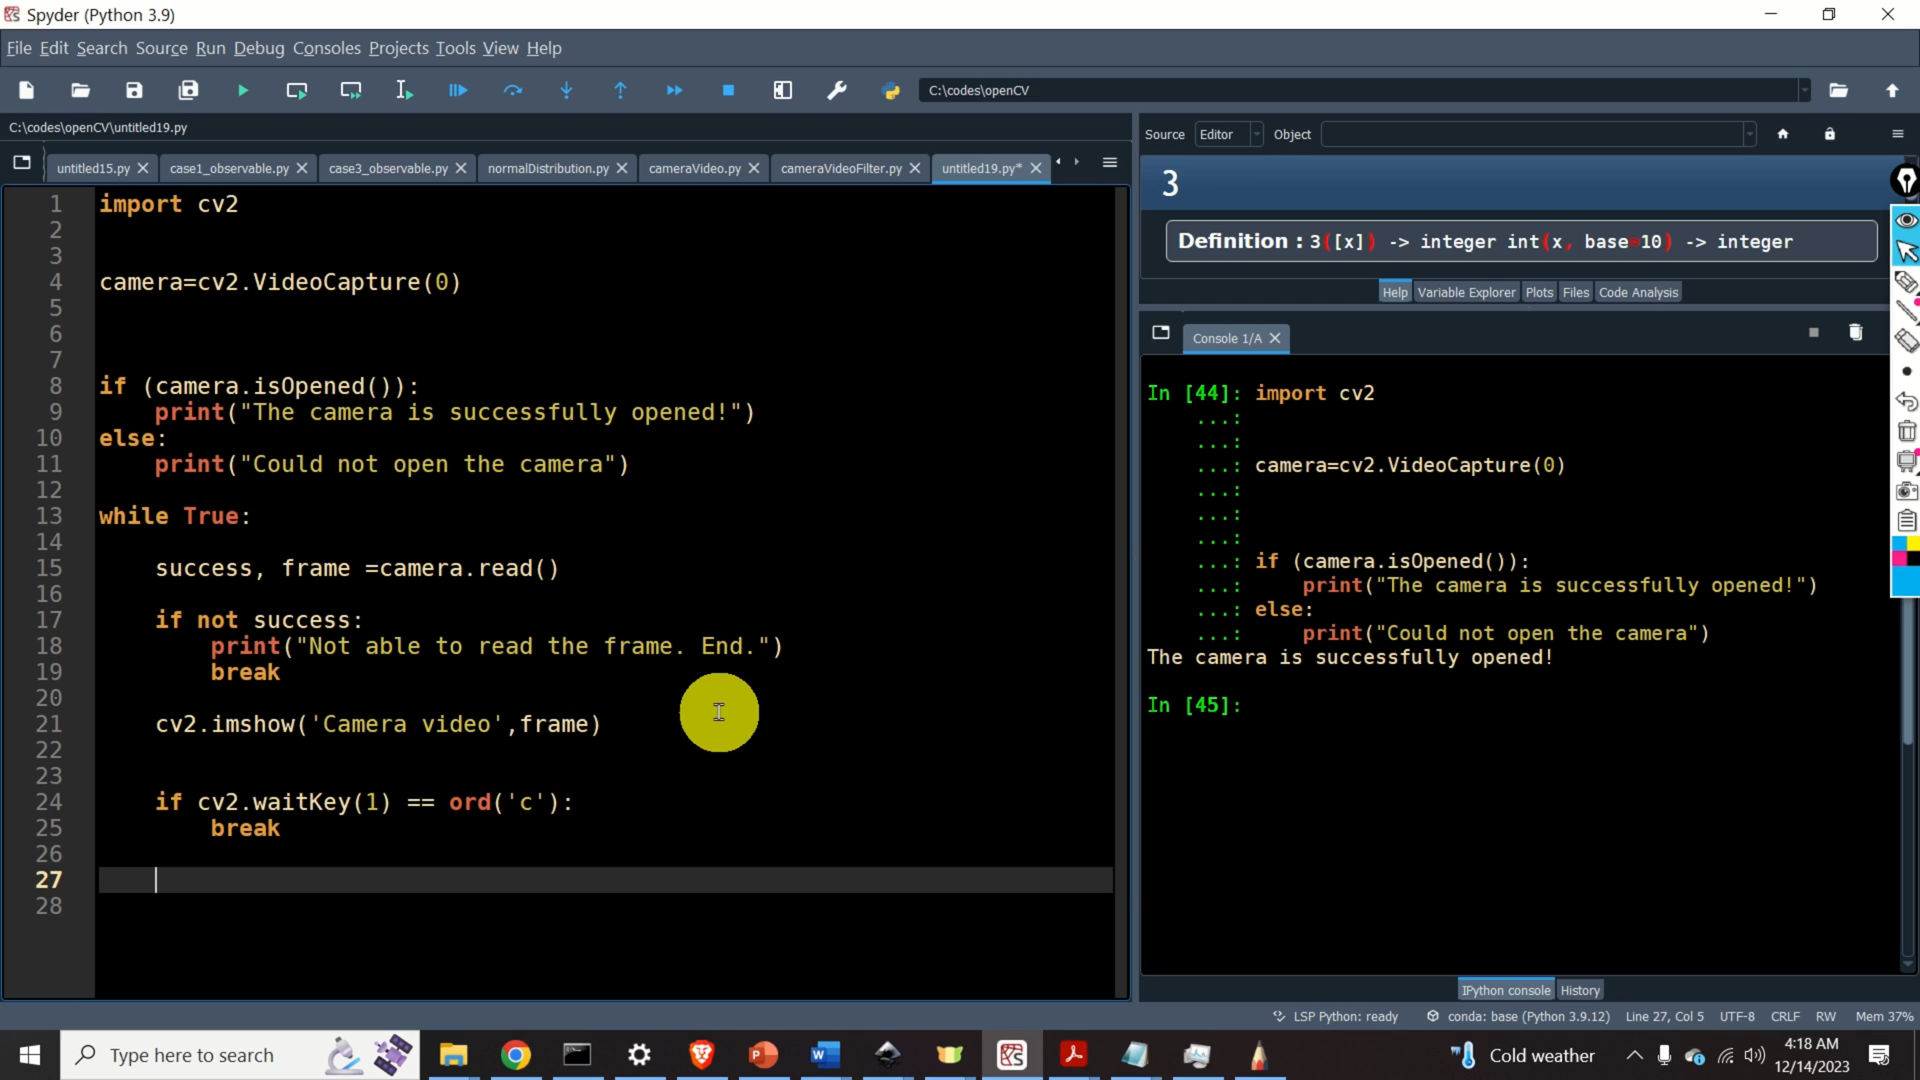 Spyder (Python 3.9)
File Edit Search Source Run Debug Consoles Projects Tools View Help
C:\codes\openCV
C:\codes\openCV\untitled19.py
untitled15.py case1_observable.py case3_observable.py normalDistribution.py cameraVideo.py cameraVideoFilter.py untitled19.py*
1 import cv2
2
3
4 camera=cv2.VideoCapture(0)
5
6
7
8 if (camera.isOpened()):
9     print("The camera is successfully opened!")
10 else:
11     print("Could not open the camera")
12
13 while True:
14
15     success, frame =camera.read()
16
17     if not success:
18         print("Not able to read the frame. End.")
19         break
20
21     cv2.imshow('Camera video',frame)
22
23
24     if cv2.waitKey(1) == ord('c'):
25         break
26
27
28
Source Editor Object
3
Definition : 3([x]) -> integer int(x, base=10) -> integer
Help Variable Explorer Plots Files Code Analysis
Console 1/A
In [44]: import cv2
...:
...:
...: camera=cv2.VideoCapture(0)
...:
...:
...:
...: if (camera.isOpened()):
...:     print("The camera is successfully opened!")
...: else:
...:     print("Could not open the camera")
The camera is successfully opened!
In [45]:
IPython console History
LSP Python: ready conda: base (Python 3.9.12) Line 27, Col 5 UTF-8 CRLF RW Mem 37%
Type here to search
Cold weather
4:18 AM
12/14/2023